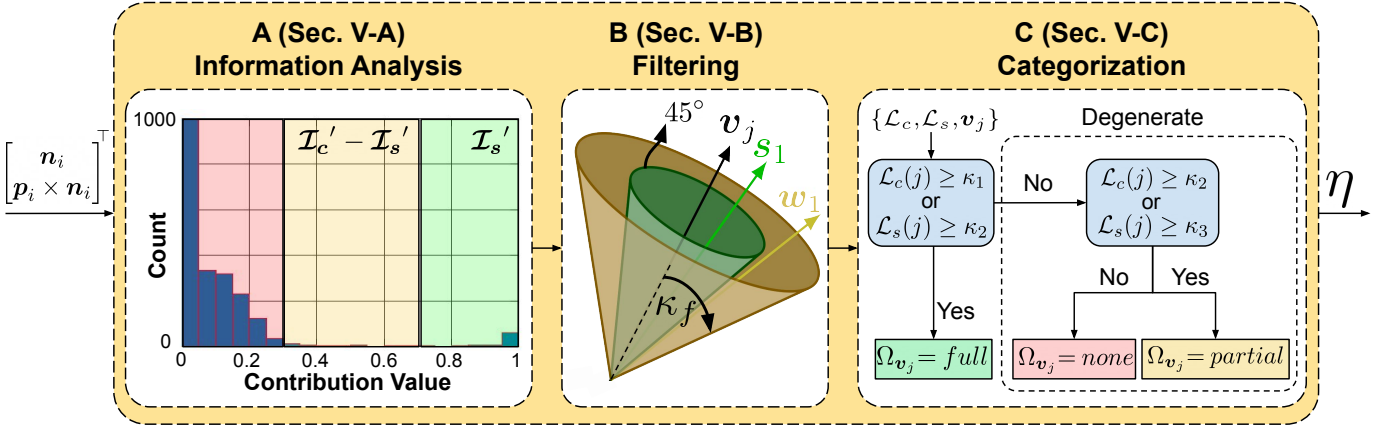 A (Sec. V-A)
Information Analysis
B (Sec. V-B)
Filtering
C (Sec. V-C)
Categorization
[n_i
p_i × n_i]^⊤
1000
0
Count
I_c′ − I_s′
I_s′
0 0.2 0.4 0.6 0.8 1
Contribution Value
45°
v_j
s_1
w_1
κ_f
{L_c, L_s, v_j}
Degenerate
L_c(j) ≥ κ_1
or
L_s(j) ≥ κ_2
No
L_c(j) ≥ κ_2
or
L_s(j) ≥ κ_3
Yes
No
Yes
Ω_{v_j} = full
Ω_{v_j} = none
Ω_{v_j} = partial
η